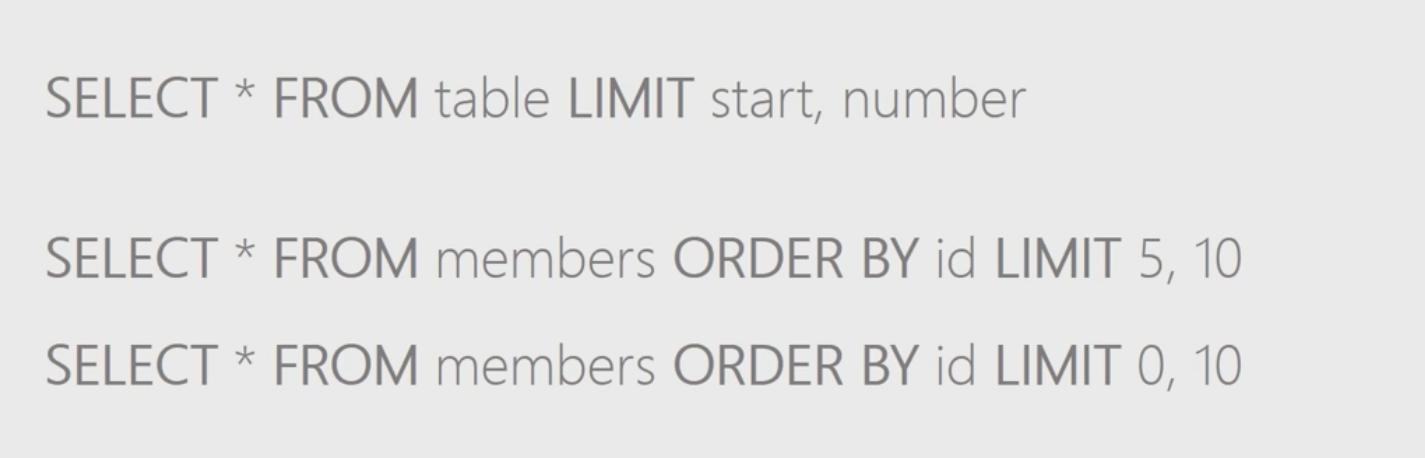 SELECT * FROM table LIMIT start, number
SELECT * FROM members ORDER BY id LIMIT 5, 10
SELECT * FROM members ORDER BY id LIMIT 0, 10